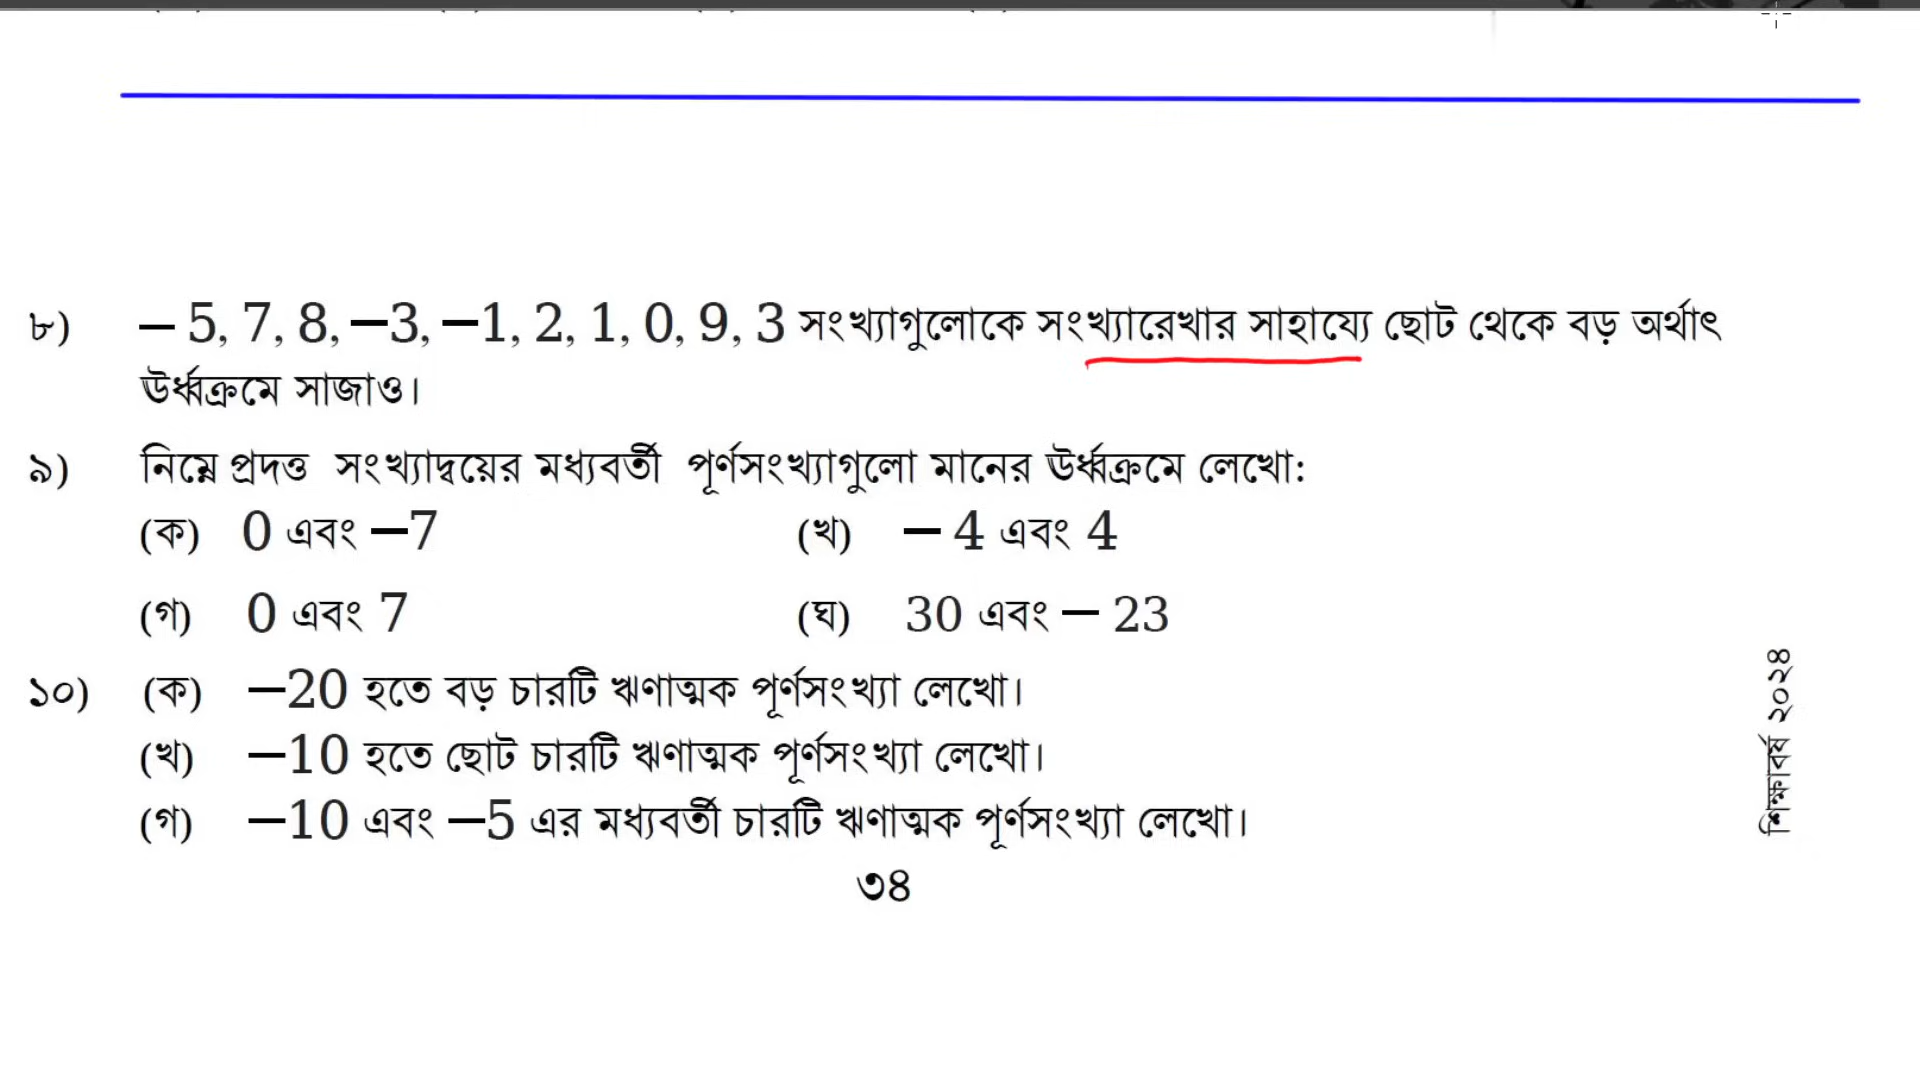 ৮) – 5, 7, 8, –3, –1, 2, 1, 0, 9, 3 সংখ্যাগুলোকে সংখ্যারেখার সাহায্যে ছোট থেকে বড় অর্থাৎ
ঊর্ধ্বক্রমে সাজাও।
৯) নিম্নে প্রদত্ত সংখ্যাদ্বয়ের মধ্যবর্তী পূর্ণসংখ্যাগুলো মানের ঊর্ধ্বক্রমে লেখো:
(ক) 0 এবং –7 (খ) – 4 এবং 4
(গ) 0 এবং 7 (ঘ) 30 এবং – 23
১০) (ক) –20 হতে বড় চারটি ঋণাত্মক পূর্ণসংখ্যা লেখো।
(খ) –10 হতে ছোট চারটি ঋণাত্মক পূর্ণসংখ্যা লেখো।
(গ) –10 এবং –5 এর মধ্যবর্তী চারটি ঋণাত্মক পূর্ণসংখ্যা লেখো।
৩৪
শিক্ষাবর্ষ ২০২৪